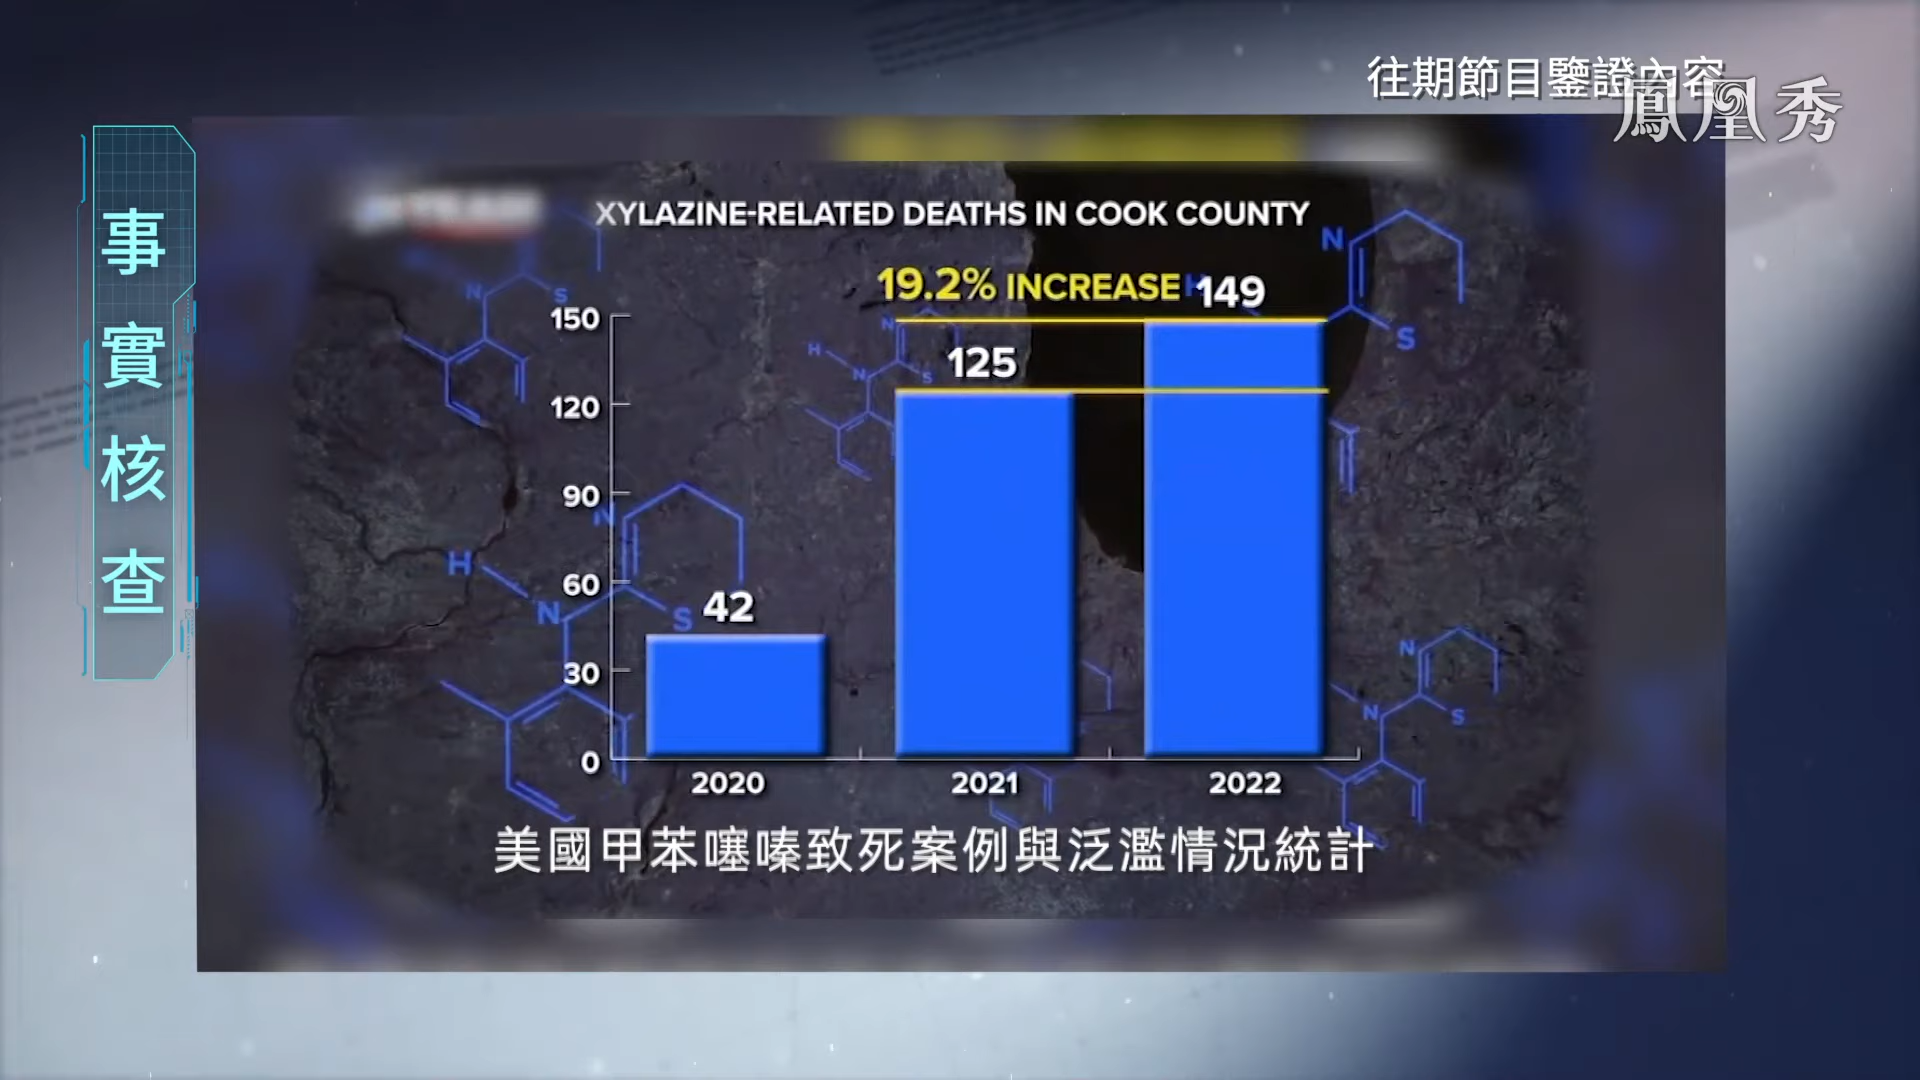 往期節目鑒證內容
鳳凰秀
事實核查
XYLAZINE-RELATED DEATHS IN COOK COUNTY
19.2% INCREASE
149
125
42
150
120
90
60
30
0
2020
2021
2022
N
S
H
N
S
N
H
N
S
N
S
H
N
N
S
美國甲苯噻嗪致死案例與泛濫情況統計